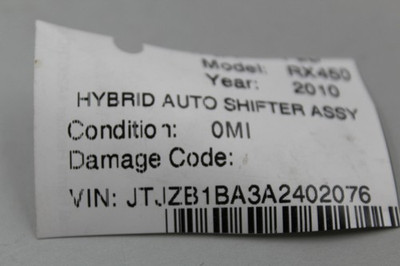 Model: RX450
Year: 2010
HYBRID AUTO SHIFTER ASSY
Condition: 0MI
Damage Code:
VIN: JTJZB1BA3A2402076